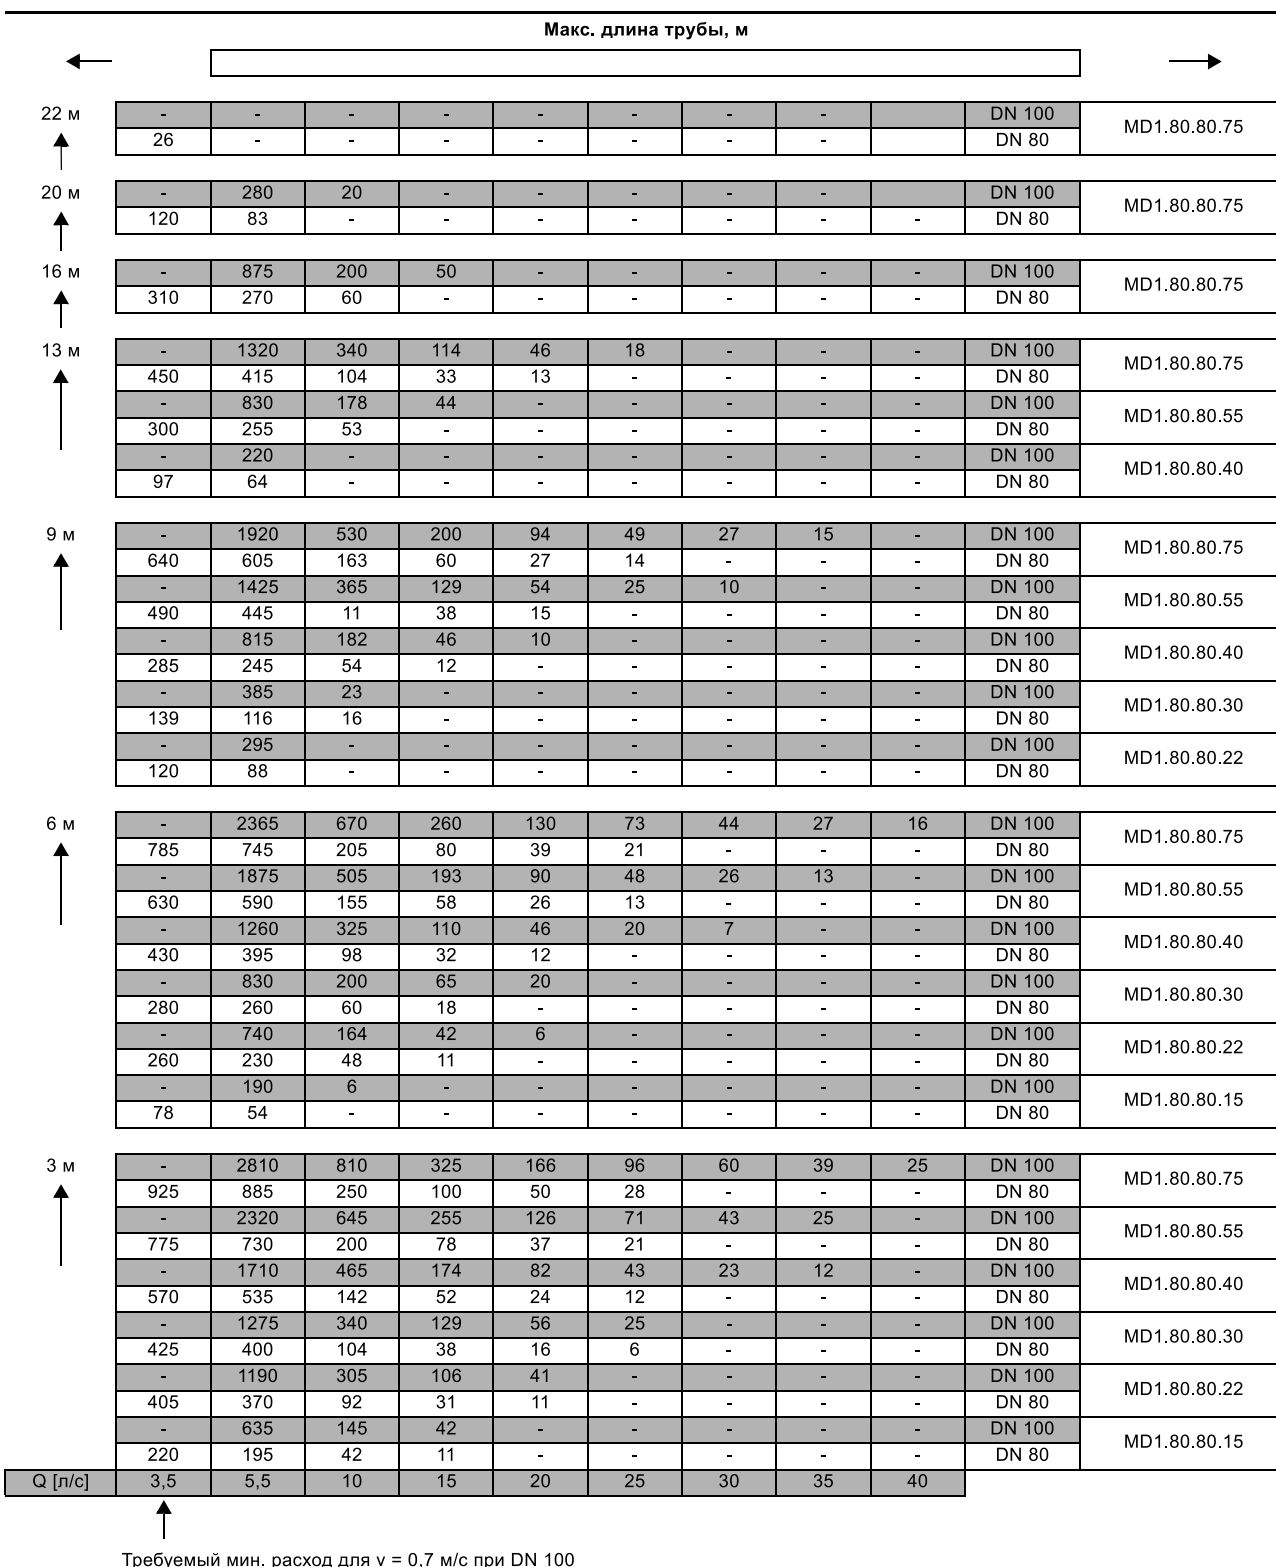 Макс. длина трубы, м
22 м - - - - - - - - DN 100 MD1.80.80.75
26 - - - - - - - DN 80
20 м - 280 20 - - - - - DN 100 MD1.80.80.75
120 83 - - - - - - - DN 80
16 м - 875 200 50 - - - - - DN 100 MD1.80.80.75
310 270 60 - - - - - - DN 80
13 м - 1320 340 114 46 18 - - - DN 100 MD1.80.80.75
450 415 104 33 13 - - - - DN 80
- 830 178 44 - - - - - DN 100 MD1.80.80.55
300 255 53 - - - - - - DN 80
- 220 - - - - - - - DN 100 MD1.80.80.40
97 64 - - - - - - - DN 80
9 м - 1920 530 200 94 49 27 15 - DN 100 MD1.80.80.75
640 605 163 60 27 14 - - - DN 80
- 1425 365 129 54 25 10 - - DN 100 MD1.80.80.55
490 445 11 38 15 - - - - DN 80
- 815 182 46 10 - - - - DN 100 MD1.80.80.40
285 245 54 12 - - - - - DN 80
- 385 23 - - - - - - DN 100 MD1.80.80.30
139 116 16 - - - - - - DN 80
- 295 - - - - - - - DN 100 MD1.80.80.22
120 88 - - - - - - - DN 80
6 м - 2365 670 260 130 73 44 27 16 DN 100 MD1.80.80.75
785 745 205 80 39 21 - - - DN 80
- 1875 505 193 90 48 26 13 - DN 100 MD1.80.80.55
630 590 155 58 26 13 - - - DN 80
- 1260 325 110 46 20 7 - - DN 100 MD1.80.80.40
430 395 98 32 12 - - - - DN 80
- 830 200 65 20 - - - - DN 100 MD1.80.80.30
280 260 60 18 - - - - - DN 80
- 740 164 42 6 - - - - DN 100 MD1.80.80.22
260 230 48 11 - - - - - DN 80
- 190 6 - - - - - - DN 100 MD1.80.80.15
78 54 - - - - - - - DN 80
3 м - 2810 810 325 166 96 60 39 25 DN 100 MD1.80.80.75
925 885 250 100 50 28 - - - DN 80
- 2320 645 255 126 71 43 25 - DN 100 MD1.80.80.55
775 730 200 78 37 21 - - - DN 80
- 1710 465 174 82 43 23 12 - DN 100 MD1.80.80.40
570 535 142 52 24 12 - - - DN 80
- 1275 340 129 56 25 - - - DN 100 MD1.80.80.30
425 400 104 38 16 6 - - - DN 80
- 1190 305 106 41 - - - - DN 100 MD1.80.80.22
405 370 92 31 11 - - - - DN 80
- 635 145 42 - - - - - DN 100 MD1.80.80.15
220 195 42 11 - - - - - DN 80
Q [л/с] 3,5 5,5 10 15 20 25 30 35 40
Требуемый мин. расход для v = 0,7 м/с при DN 100